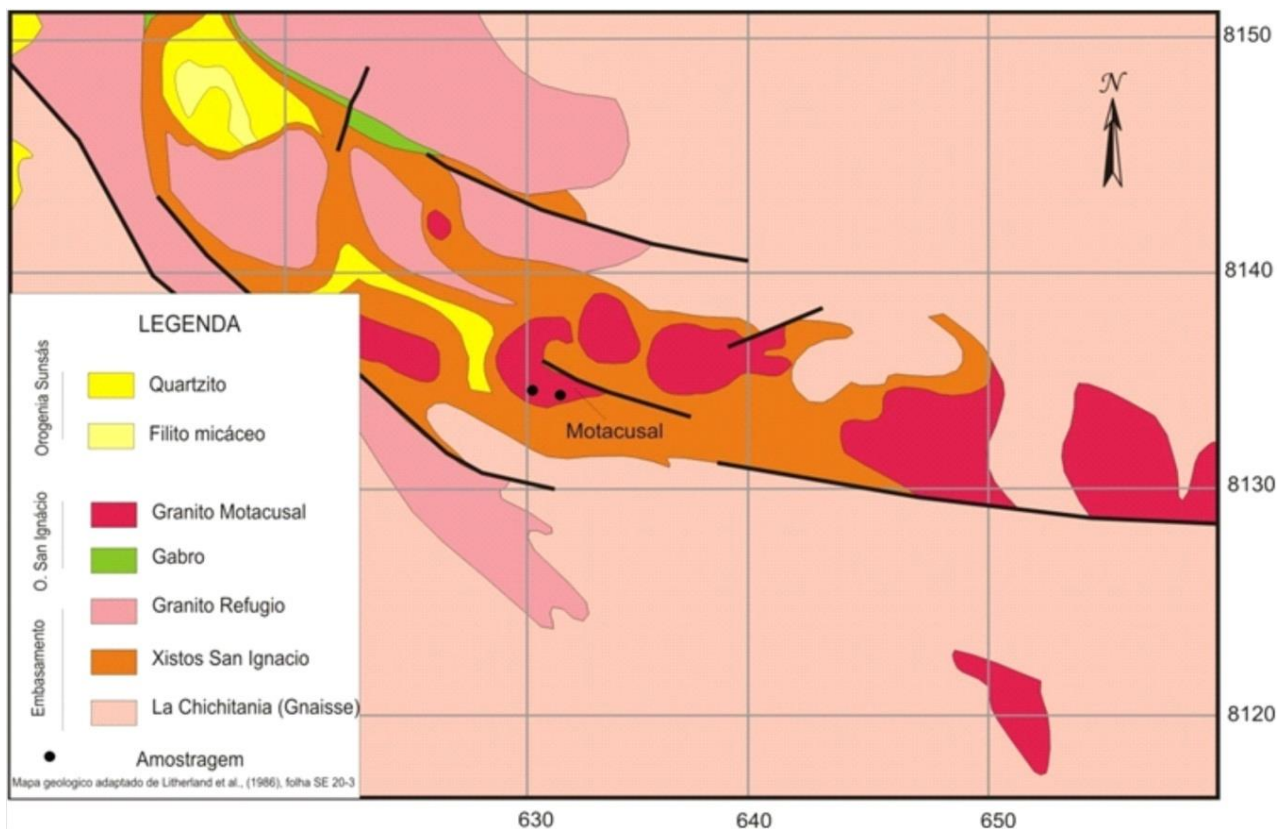 8150
N
8140
LEGENDA
Orogenia Sunsás
Quartzito
Filito micáceo
Motacusal
8130
O. San Ignácio
Granito Motacusal
Gabro
Embasamento
Granito Refugio
Xistos San Ignacio
La Chichitania (Gnaisse)
8120
Amostragem
Mapa geologico adaptado de Litherland et al., (1986), folha SE 20-3
630
640
650